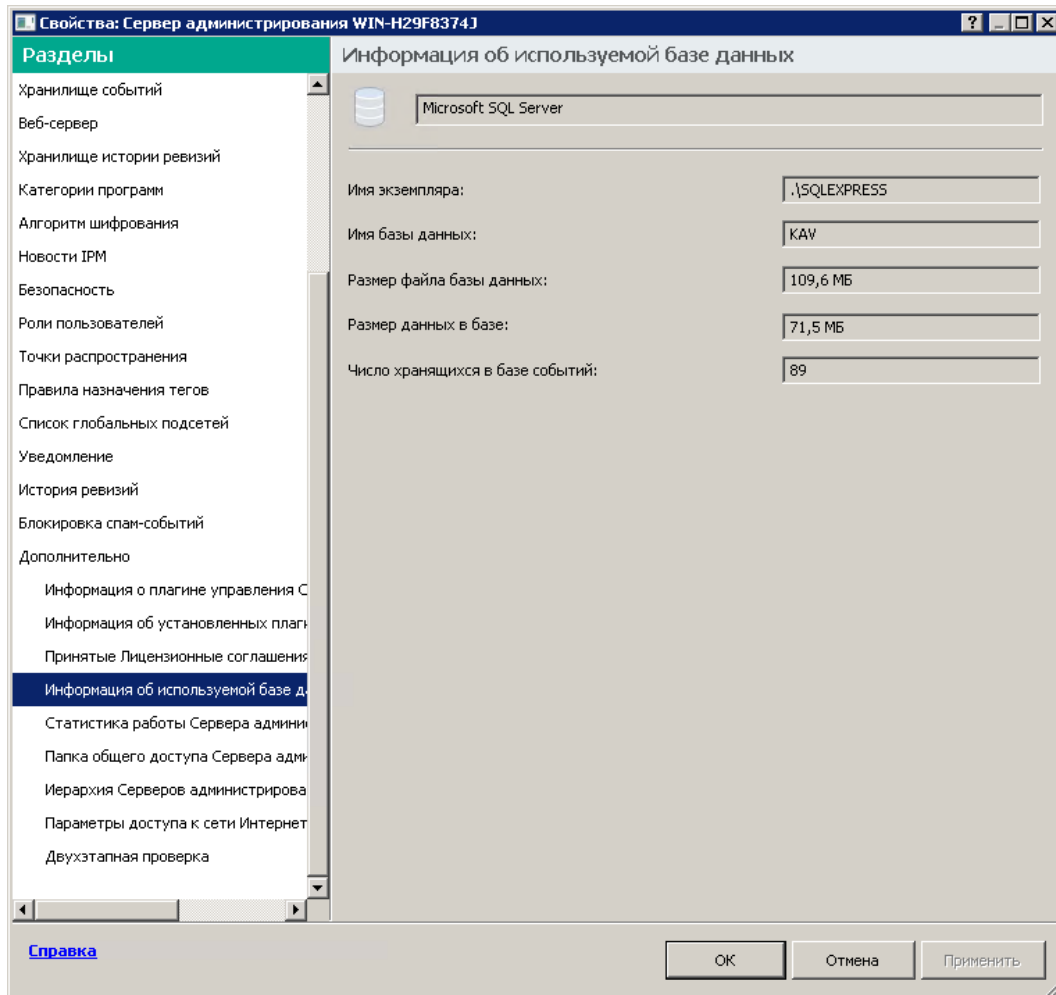 Свойства: Сервер администрирования WIN-H29F8374J
Разделы
Хранилище событий
Веб-сервер
Хранилище истории ревизий
Категории программ
Алгоритм шифрования
Новости IPM
Безопасность
Роли пользователей
Точки распространения
Правила назначения тегов
Список глобальных подсетей
Уведомление
История ревизий
Блокировка спам-событий
Дополнительно
Информация о плагине управления С
Информация об установленных плаги
Принятые Лицензионные соглашения
Информация об используемой базе да
Статистика работы Сервера админи
Папка общего доступа Сервера адми
Иерархия Серверов администрирова
Параметры доступа к сети Интернет
Двухэтапная проверка
Информация об используемой базе данных
Microsoft SQL Server
Имя экземпляра: .\SQLEXPRESS
Имя базы данных: KAV
Размер файла базы данных: 109,6 МБ
Размер данных в базе: 71,5 МБ
Число хранящихся в базе событий: 89
Справка
ОК Отмена Применить